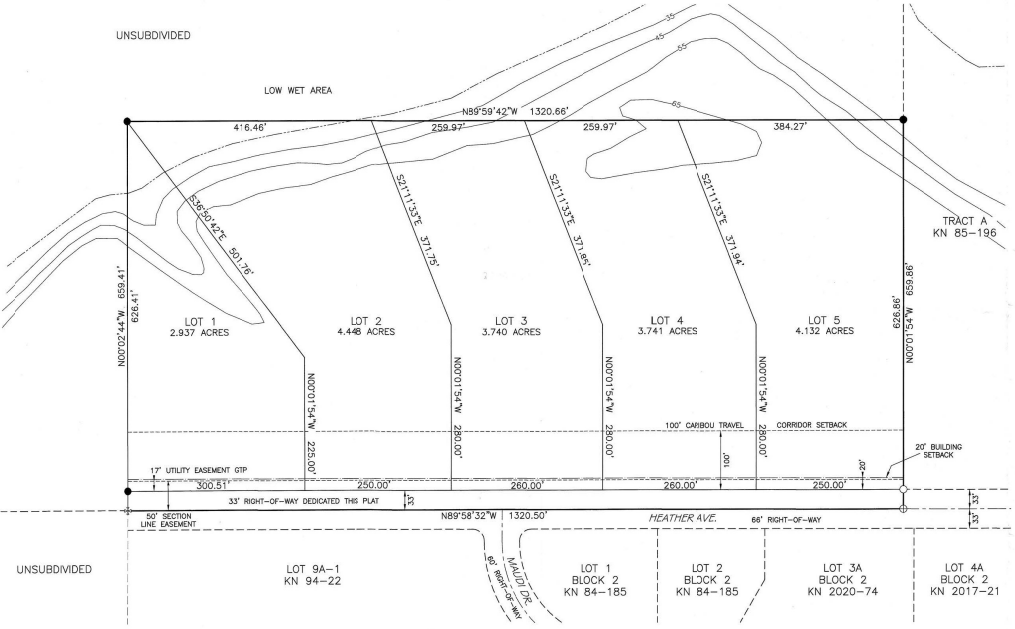 UNSUBDIVIDED
35
45
55
65
LOW WET AREA
N89°59'42"W 1320.66'
416.46'
259.97'
259.97'
384.27'
S36°50'42"E 501.76'
S21°11'33"E 371.75'
S21°11'33"E 371.85'
S21°11'33"E 371.94'
TRACT A
KN 85-196
N00°02'44"W 659.41'
626.41'
626.86'
N00°01'54"W 659.86'
LOT 1
2.937 ACRES
LOT 2
4.448 ACRES
LOT 3
3.740 ACRES
LOT 4
3.741 ACRES
LOT 5
4.132 ACRES
N00°01'54"W 225.00'
N00°01'54"W 280.00'
N00°01'54"W 280.00'
N00°01'54"W 280.00'
100' CARIBOU TRAVEL CORRIDOR SETBACK
100'
20'
20' BUILDING
SETBACK
17' UTILITY EASEMENT GTP
300.51'
250.00'
260.00'
260.00'
250.00'
33' RIGHT-OF-WAY DEDICATED THIS PLAT
33'
33'
33'
50' SECTION
LINE EASEMENT
N89°58'32"W 1320.50'
HEATHER AVE.
66' RIGHT-OF-WAY
MAUDI DR.
60' RIGHT-OF-WAY
UNSUBDIVIDED
LOT 9A-1
KN 94-22
LOT 1
BLOCK 2
KN 84-185
LOT 2
BLOCK 2
KN 84-185
LOT 3A
BLOCK 2
KN 2020-74
LOT 4A
BLOCK 2
KN 2017-21